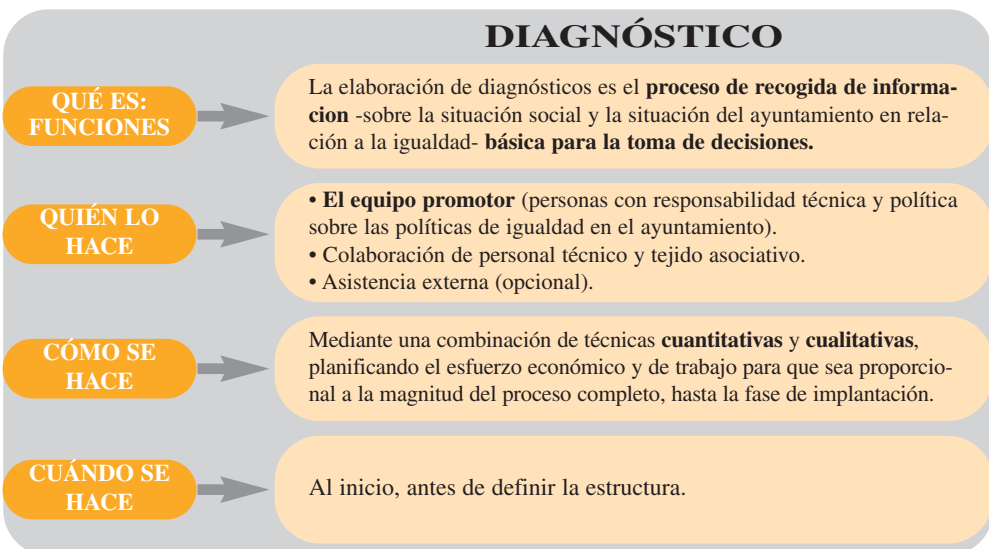 DIAGNÓSTICO
QUÉ ES:
FUNCIONES
La elaboración de diagnósticos es el proceso de recogida de informa-
cion -sobre la situación social y la situación del ayuntamiento en rela-
ción a la igualdad- básica para la toma de decisiones.
QUIÉN LO
HACE
• El equipo promotor (personas con responsabilidad técnica y política
sobre las políticas de igualdad en el ayuntamiento).
• Colaboración de personal técnico y tejido asociativo.
• Asistencia externa (opcional).
CÓMO SE
HACE
Mediante una combinación de técnicas cuantitativas y cualitativas,
planificando el esfuerzo económico y de trabajo para que sea proporcio-
nal a la magnitud del proceso completo, hasta la fase de implantación.
CUÁNDO SE
HACE
Al inicio, antes de definir la estructura.